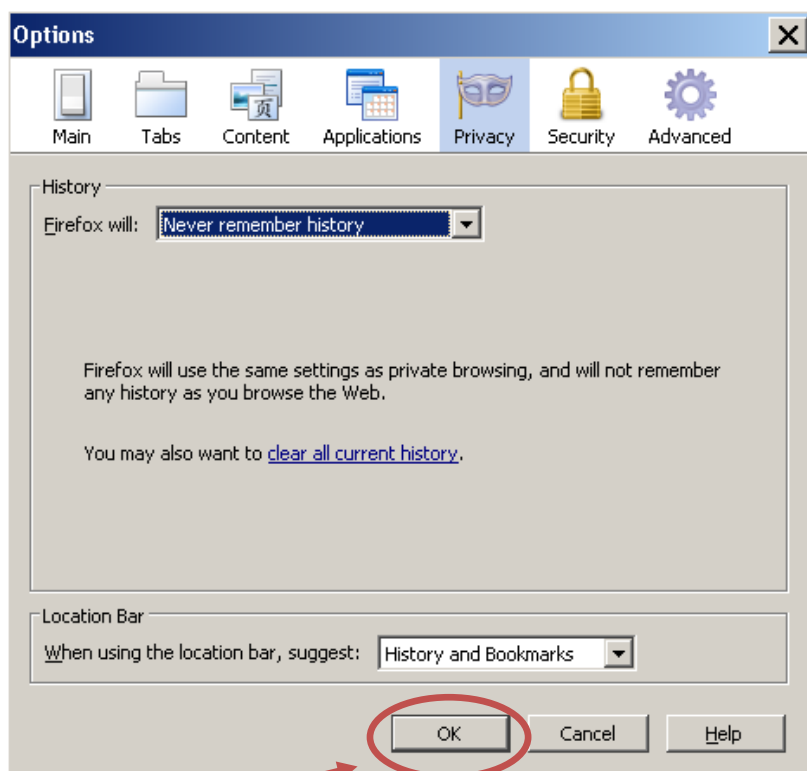 Options
Main Tabs Content Applications Privacy Security Advanced
页
History
Firefox will: Never remember history
Firefox will use the same settings as private browsing, and will not remember
any history as you browse the Web.
You may also want to clear all current history.
Location Bar
When using the location bar, suggest: History and Bookmarks
OK Cancel Help